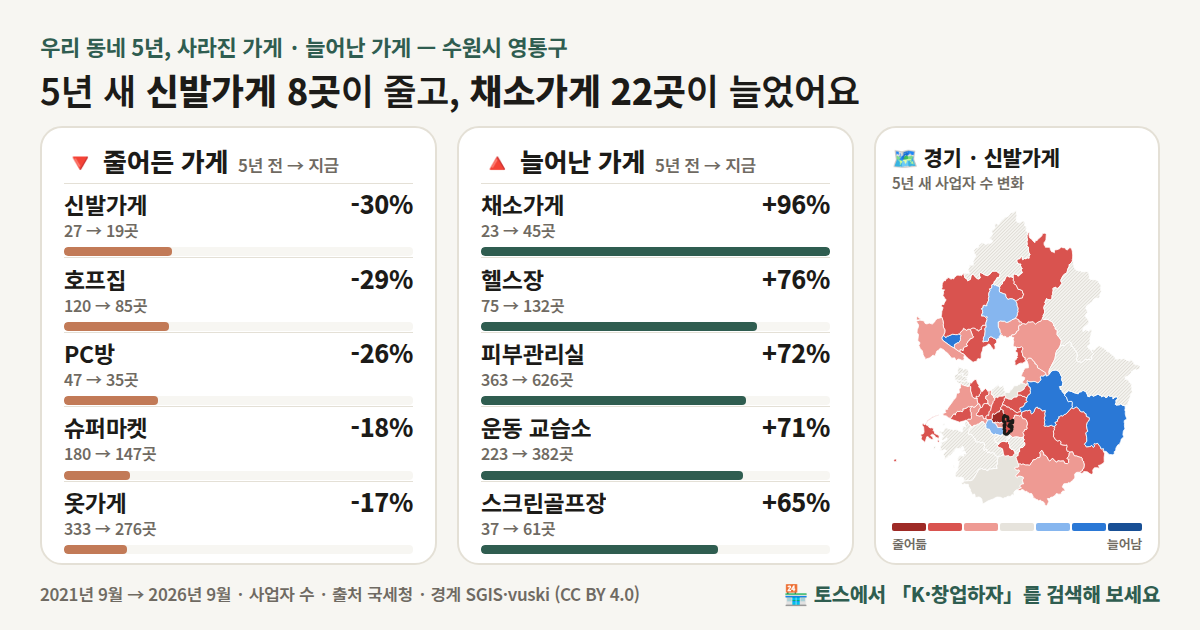 우리 동네 5년, 사라진 가게 · 늘어난 가게 — 수원시 영통구
5년 새 신발가게 8곳이 줄고, 채소가게 22곳이 늘었어요
줄어든 가게 5년 전 → 지금
신발가게 -30%
27 → 19곳
호프집 -29%
120 → 85곳
PC방 -26%
47 → 35곳
슈퍼마켓 -18%
180 → 147곳
옷가게 -17%
333 → 276곳
늘어난 가게 5년 전 → 지금
채소가게 +96%
23 → 45곳
헬스장 +76%
75 → 132곳
피부관리실 +72%
363 → 626곳
운동 교습소 +71%
223 → 382곳
스크린골프장 +65%
37 → 61곳
경기 · 신발가게
5년 새 사업자 수 변화
줄어듦 늘어남
2021년 9월 → 2026년 9월 · 사업자 수 · 출처 국세청 · 경계 SGIS·vuski (CC BY 4.0)
토스에서 「K·창업하자」를 검색해 보세요